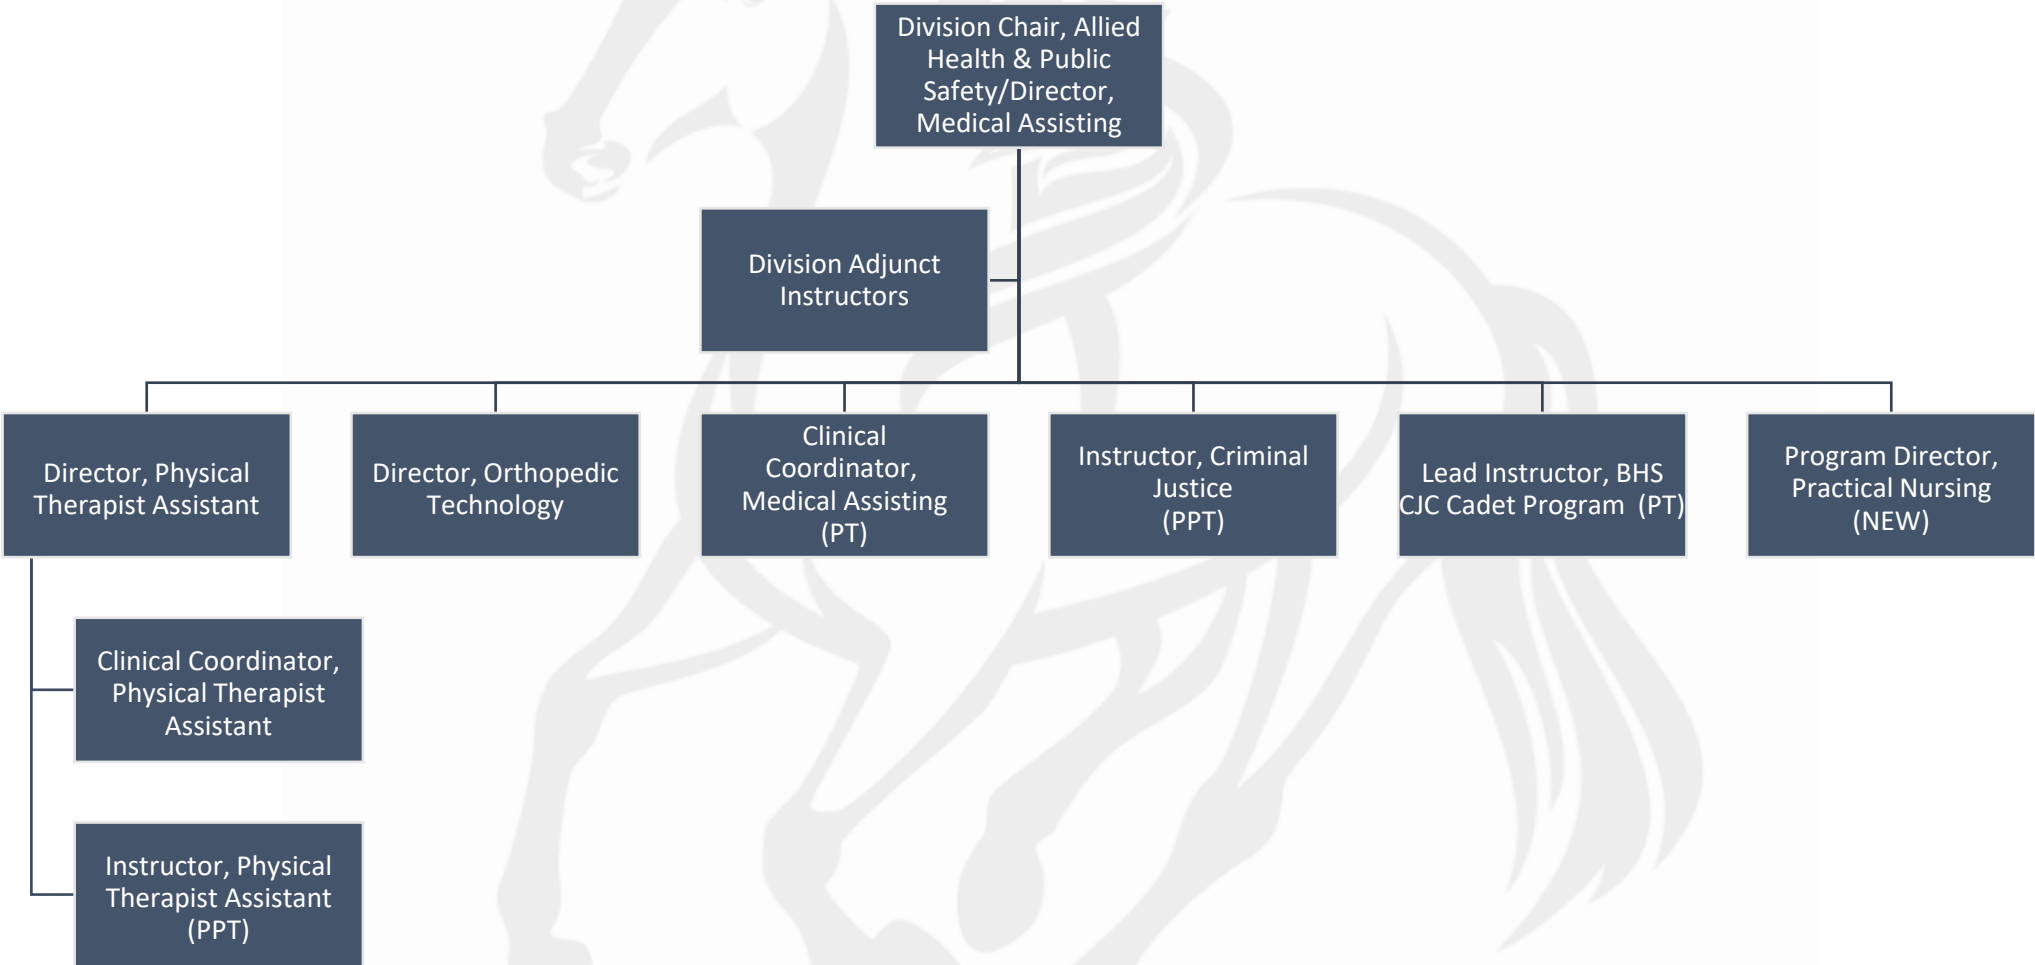 Division Chair, Allied
Health & Public
Safety/Director,
Medical Assisting
Division Adjunct
Instructors
Director, Physical
Therapist Assistant
Director, Orthopedic
Technology
Clinical
Coordinator,
Medical Assisting
(PT)
Instructor, Criminal
Justice
(PPT)
Lead Instructor, BHS
CJC Cadet Program  (PT)
Program Director,
Practical Nursing
(NEW)
Clinical Coordinator,
Physical Therapist
Assistant
Instructor, Physical
Therapist Assistant
(PPT)